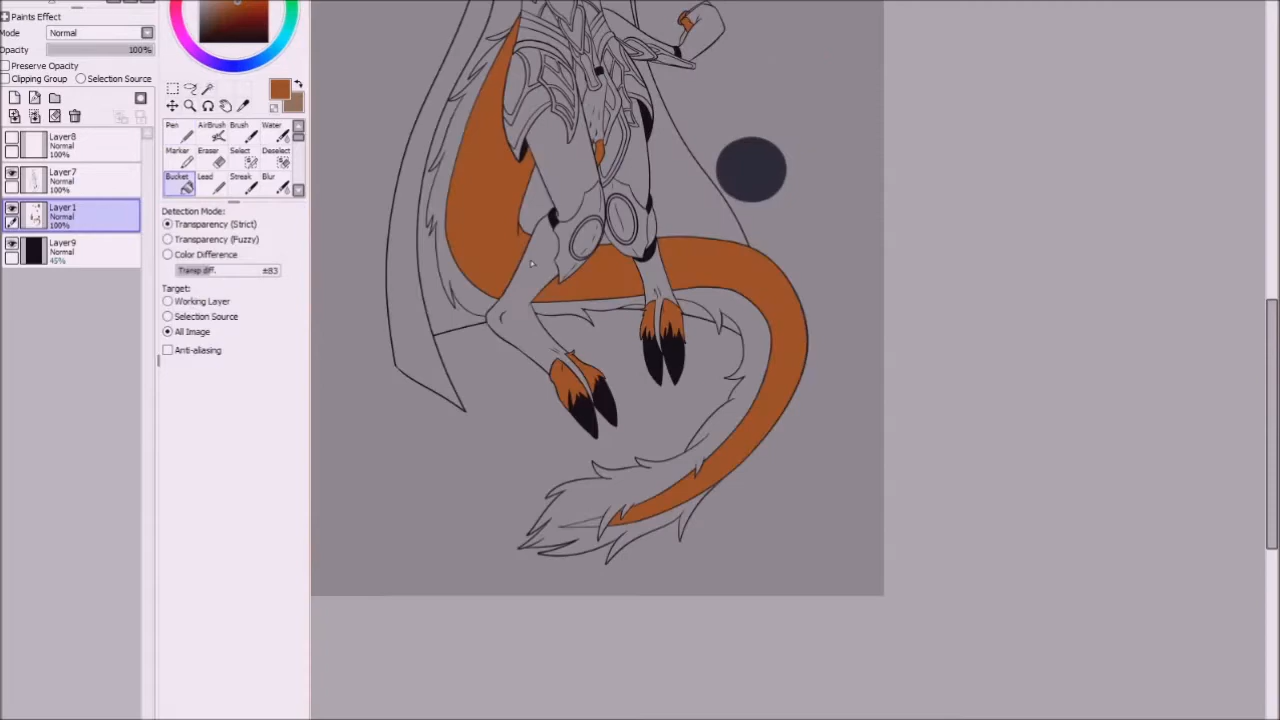 Paints Effect
Mode Normal
Opacity 100%
Preserve Opacity
Clipping Group Selection Source
Layer8
Normal
100%
Layer7
Normal
100%
Layer1
Normal
100%
Layer9
Normal
45%
Pen AirBrush Brush Water
Marker Eraser Select Deselect
Bucket Lead Streak Blur
Detection Mode:
Transparency (Strict)
Transparency (Fuzzy)
Color Difference
Transp diff. ±83
Target:
Working Layer
Selection Source
All Image
Anti-aliasing